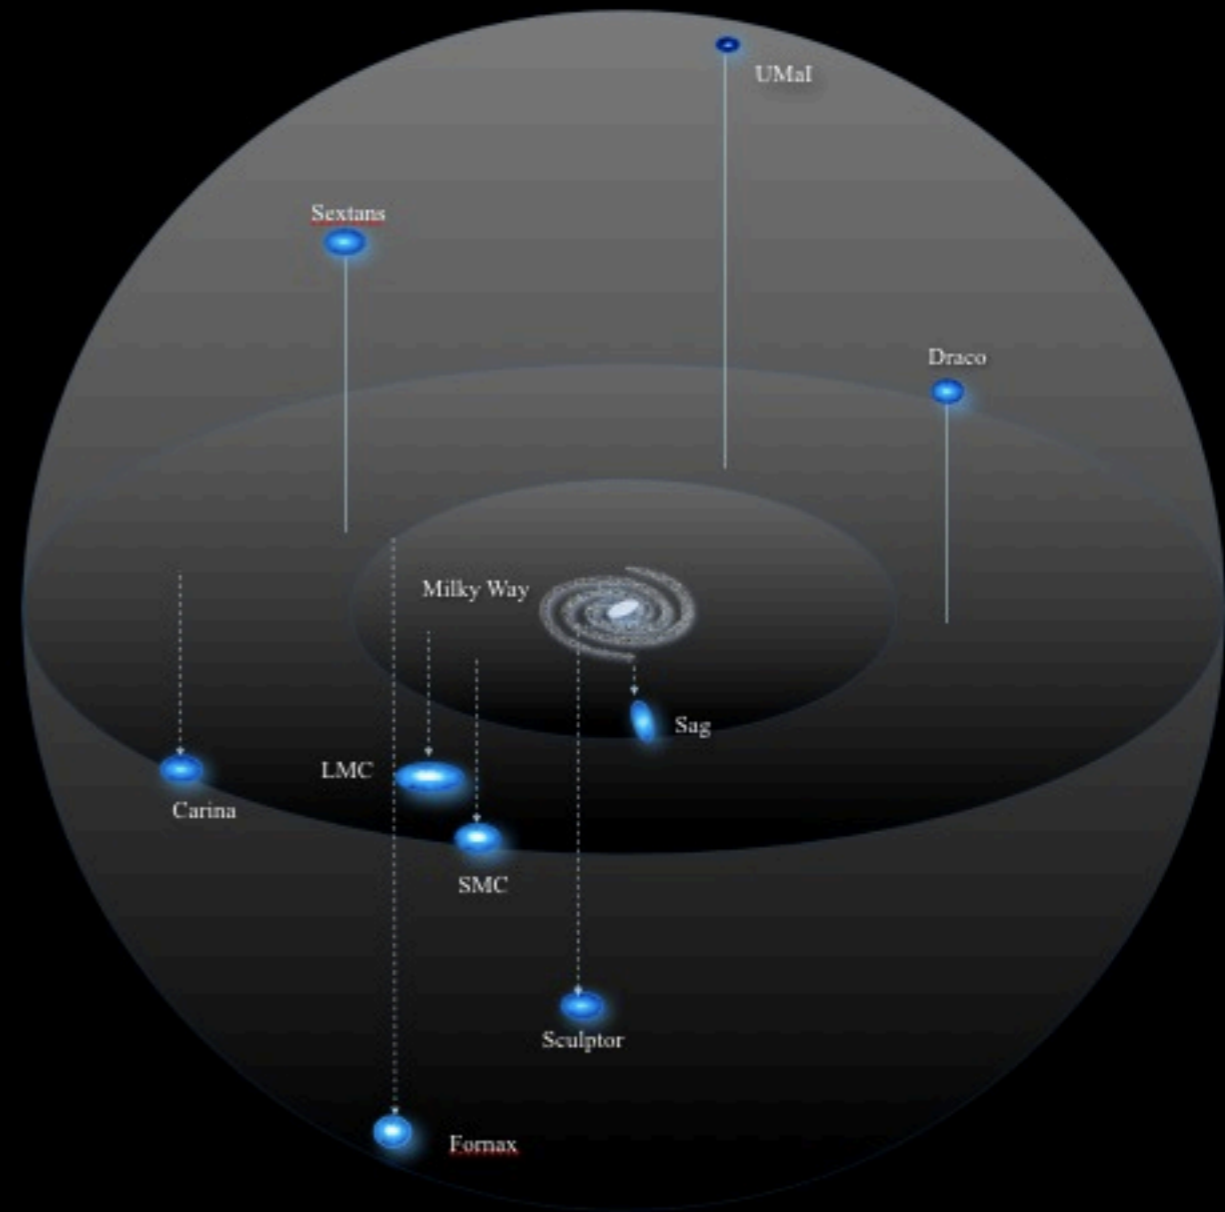 UMaI
Sextans
Draco
Milky Way
Sag
LMC
Carina
SMC
Sculptor
Fornax